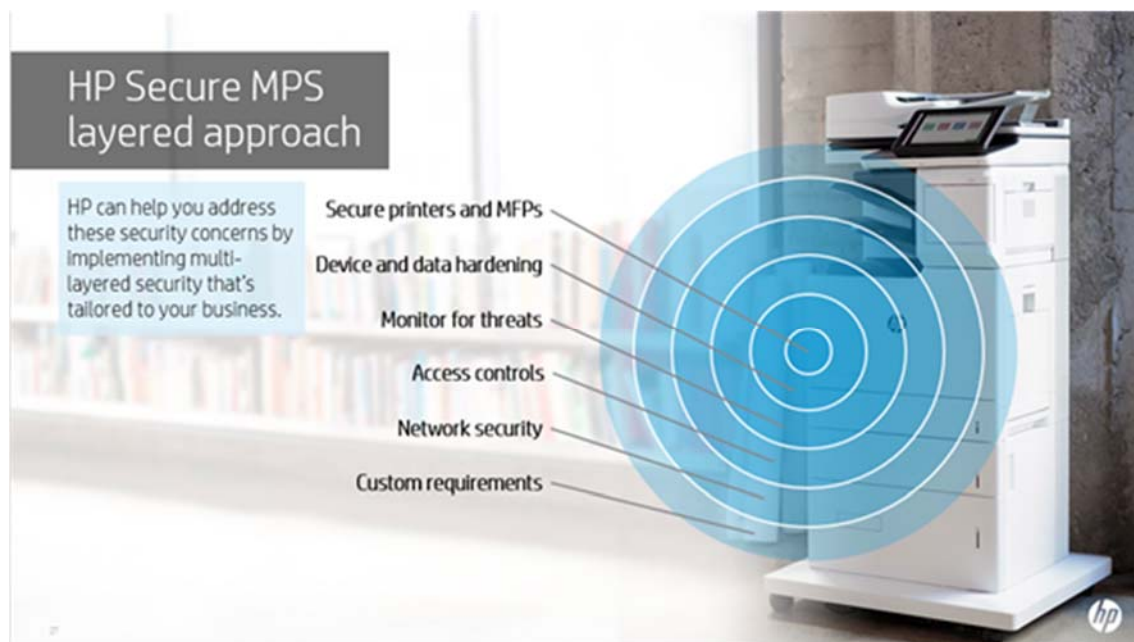 HP Secure MPS
layered approach
HP can help you address
these security concerns by
implementing multi-
layered security that's
tailored to your business.
Secure printers and MFPs
Device and data hardening
Monitor for threats
Access controls
Network security
Custom requirements
hp